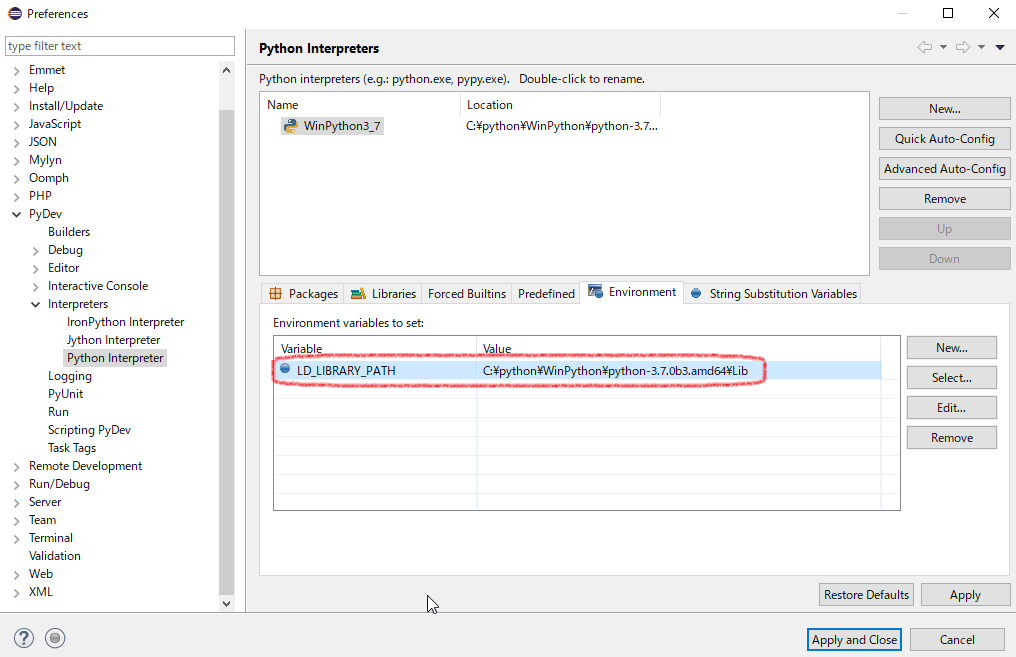 Preferences
type filter text
Emmet
Help
Install/Update
JavaScript
JSON
Mylyn
Oomph
PHP
PyDev
Builders
Debug
Editor
Interactive Console
Interpreters
IronPython Interpreter
Jython Interpreter
Python Interpreter
Logging
PyUnit
Run
Scripting PyDev
Task Tags
Remote Development
Run/Debug
Server
Team
Terminal
Validation
Web
XML
Python Interpreters
Python interpreters (e.g.: python.exe, pypy.exe).   Double-click to rename.
Name Location
WinPython3_7 C:¥python¥WinPython¥python-3.7...
New...
Quick Auto-Config
Advanced Auto-Config
Remove
Up
Down
Packages Libraries Forced Builtins Predefined Environment String Substitution Variables
Environment variables to set:
Variable Value
LD_LIBRARY_PATH C:¥python¥WinPython¥python-3.7.0b3.amd64¥Lib
New...
Select...
Edit...
Remove
Restore Defaults Apply
? Apply and Close Cancel